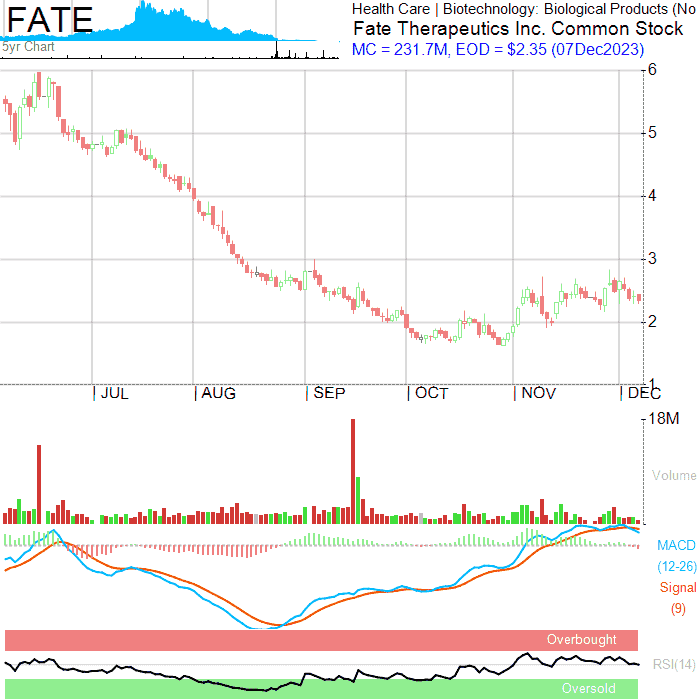 FATE
5yr Chart
Health Care | Biotechnology: Biological Products (No
Fate Therapeutics Inc. Common Stock
MC = 231.7M, EOD = $2.35 (07Dec2023)
6
5
4
3
2
1
JUL AUG SEP OCT NOV DEC
18M
Volume
MACD
(12-26)
Signal
(9)
Overbought
RSI(14)
Oversold